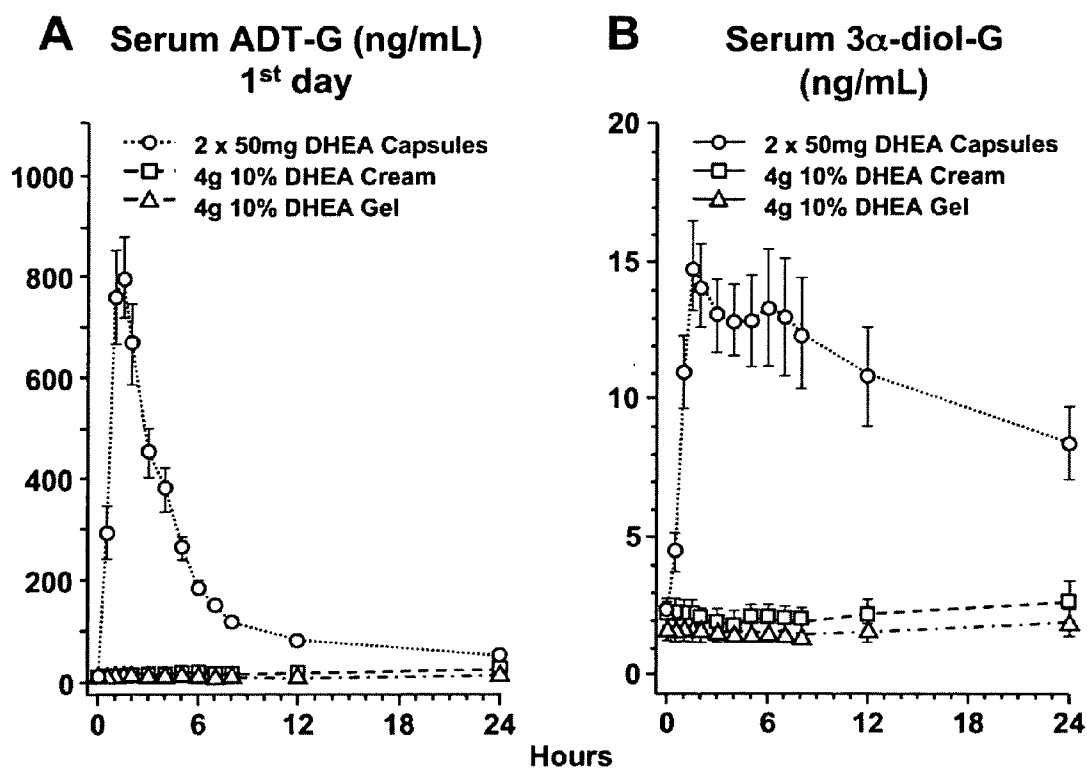 A
Serum ADT-G (ng/mL)
1st day
2 x 50mg DHEA Capsules
4g 10% DHEA Cream
4g 10% DHEA Gel
1000
800
600
400
200
0
0 6 12 18 24
B
Serum 3α-diol-G
(ng/mL)
2 x 50mg DHEA Capsules
4g 10% DHEA Cream
4g 10% DHEA Gel
20
15
10
5
0
0 6 12 18 24
Hours